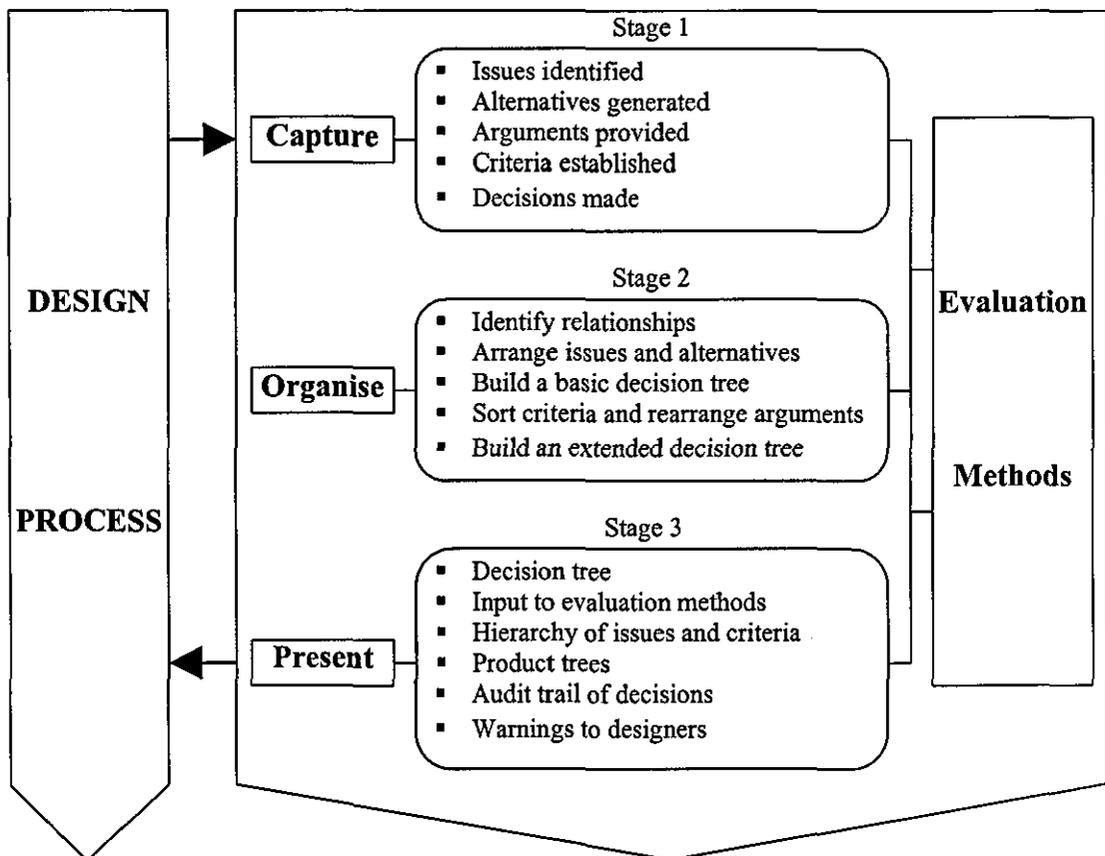 Stage 1
Capture
▪ Issues identified
▪ Alternatives generated
▪ Arguments provided
▪ Criteria established
▪ Decisions made
DESIGN
PROCESS
Stage 2
Organise
▪ Identify relationships
▪ Arrange issues and alternatives
▪ Build a basic decision tree
▪ Sort criteria and rearrange arguments
▪ Build an extended decision tree
Stage 3
Present
▪ Decision tree
▪ Input to evaluation methods
▪ Hierarchy of issues and criteria
▪ Product trees
▪ Audit trail of decisions
▪ Warnings to designers
Evaluation
Methods